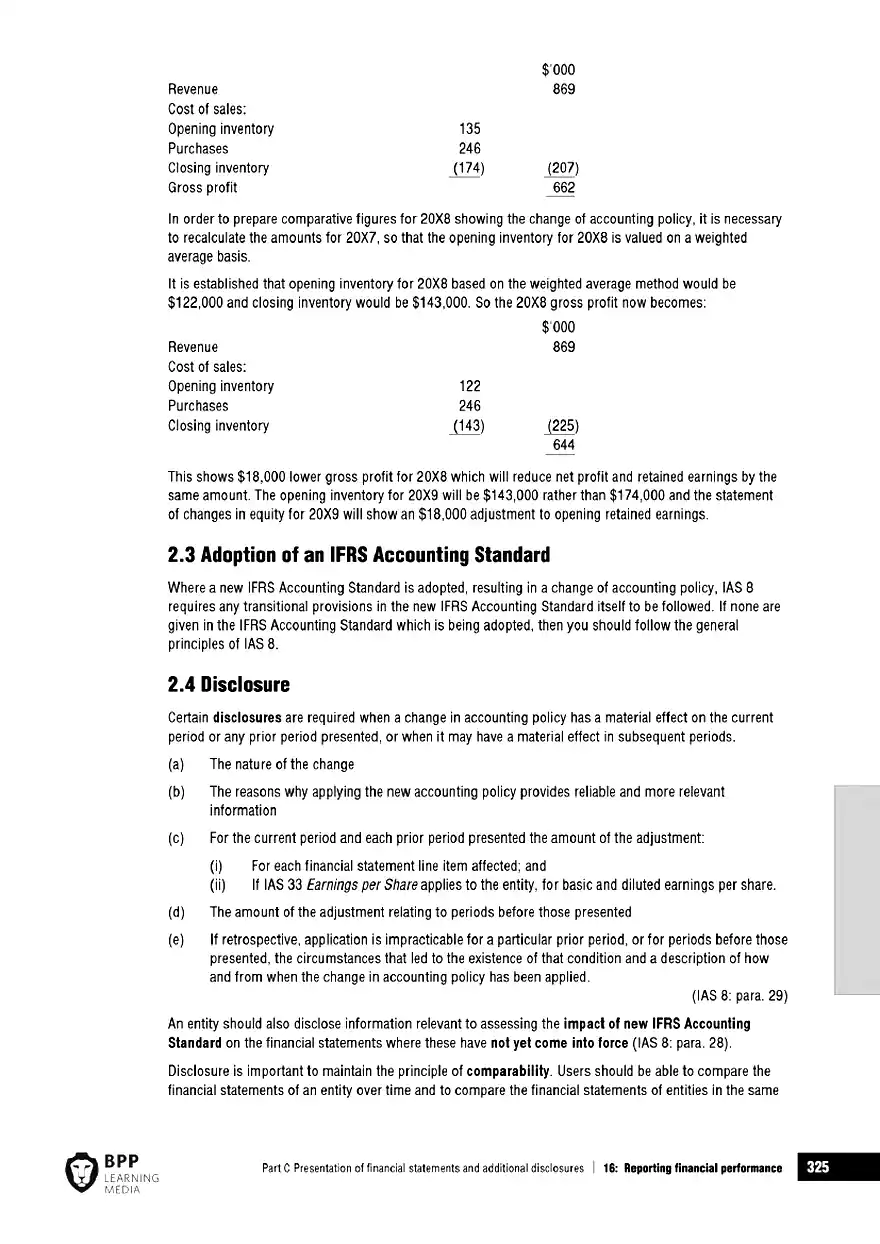 $'000
Revenue 869
Cost of sales:
Opening inventory 135
Purchases 246
Closing inventory (174) (207)
Gross profit 662
In order to prepare comparative figures for 20X8 showing the change of accounting policy, it is necessary
to recalculate the amounts for 20X7, so that the opening inventory for 20X8 is valued on a weighted
average basis.
It is established that opening inventory for 20X8 based on the weighted average method would be
$122,000 and closing inventory would be $143,000. So the 20X8 gross profit now becomes:
$'000
Revenue 869
Cost of sales:
Opening inventory 122
Purchases 246
Closing inventory (143) (225)
644
This shows $18,000 lower gross profit for 20X8 which will reduce net profit and retained earnings by the
same amount. The opening inventory for 20X9 will be $143,000 rather than $174,000 and the statement
of changes in equity for 20X9 will show an $18,000 adjustment to opening retained earnings.
2.3 Adoption of an IFRS Accounting Standard
Where a new IFRS Accounting Standard is adopted, resulting in a change of accounting policy, IAS 8
requires any transitional provisions in the new IFRS Accounting Standard itself to be followed. If none are
given in the IFRS Accounting Standard which is being adopted, then you should follow the general
principles of IAS 8.
2.4 Disclosure
Certain disclosures are required when a change in accounting policy has a material effect on the current
period or any prior period presented, or when it may have a material effect in subsequent periods.
(a) The nature of the change
(b) The reasons why applying the new accounting policy provides reliable and more relevant
information
(c) For the current period and each prior period presented the amount of the adjustment:
(i) For each financial statement line item affected; and
(ii) If IAS 33 Earnings per Share applies to the entity, for basic and diluted earnings per share.
(d) The amount of the adjustment relating to periods before those presented
(e) If retrospective, application is impracticable for a particular prior period, or for periods before those
presented, the circumstances that led to the existence of that condition and a description of how
and from when the change in accounting policy has been applied.
(IAS 8: para. 29)
An entity should also disclose information relevant to assessing the impact of new IFRS Accounting
Standard on the financial statements where these have not yet come into force (IAS 8: para. 28).
Disclosure is important to maintain the principle of comparability. Users should be able to compare the
financial statements of an entity over time and to compare the financial statements of entities in the same
BPP
LEARNING
MEDIA
Part C Presentation of financial statements and additional disclosures | 16: Reporting financial performance 325